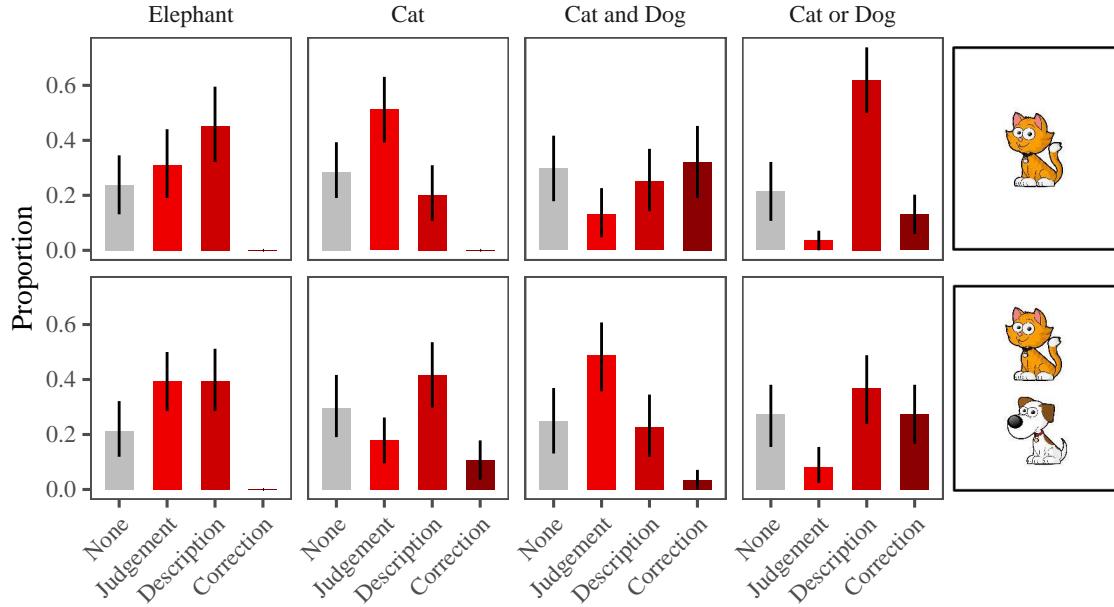 Elephant Cat Cat and Dog Cat or Dog
Proportion
0.6
0.4
0.2
0.0
0.6
0.4
0.2
0.0
None Judgement Description Correction None Judgement Description Correction None Judgement Description Correction None Judgement Description Correction